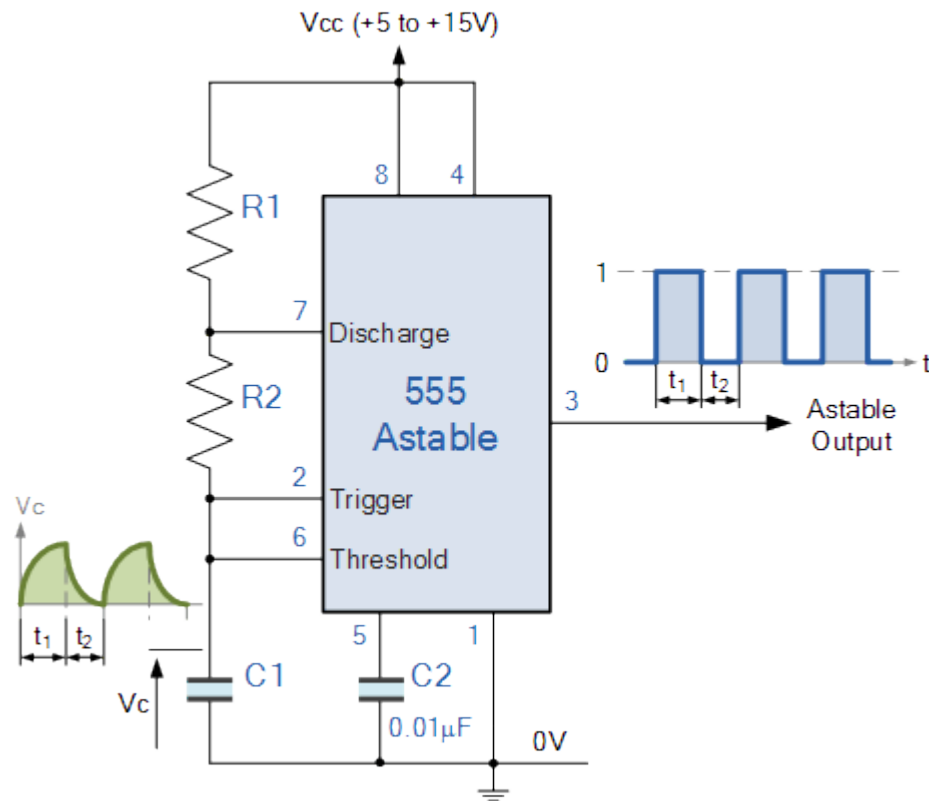 Vcc (+5 to +15V)
8
4
R1
7
Discharge
R2
555
Astable
3
1
0
t
t1
t2
Astable
Output
2
Trigger
6
Threshold
Vc
t1
t2
Vc
C1
5
1
C2
0.01µF
0V